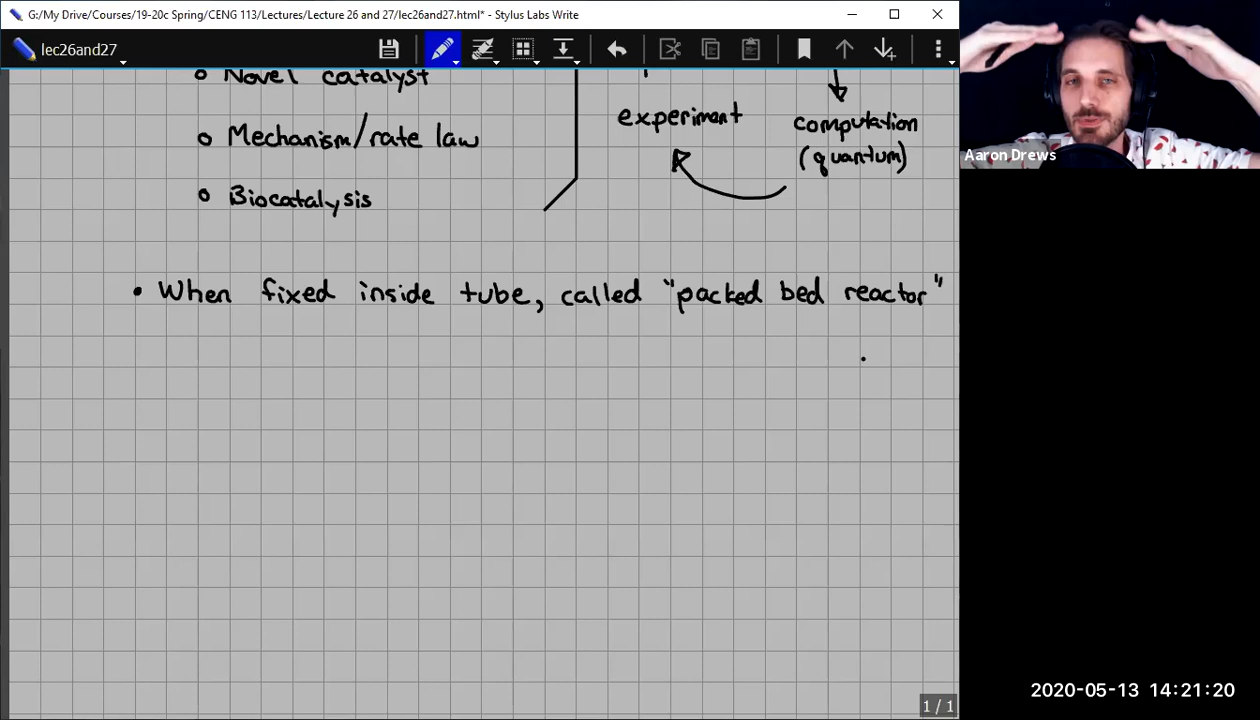 G:/My Drive/Courses/19-20c Spring/CENG 113/Lectures/Lecture 26 and 27/lec26and27.html* - Stylus Labs Write
lec26and27
Novel catalyst
experiment
computation
(quantum)
Mechanism/rate law
Biocatalysis
• When fixed inside tube, called "packed bed reactor"
Aaron Drews
2020-05-13 14:21:20
1 / 1